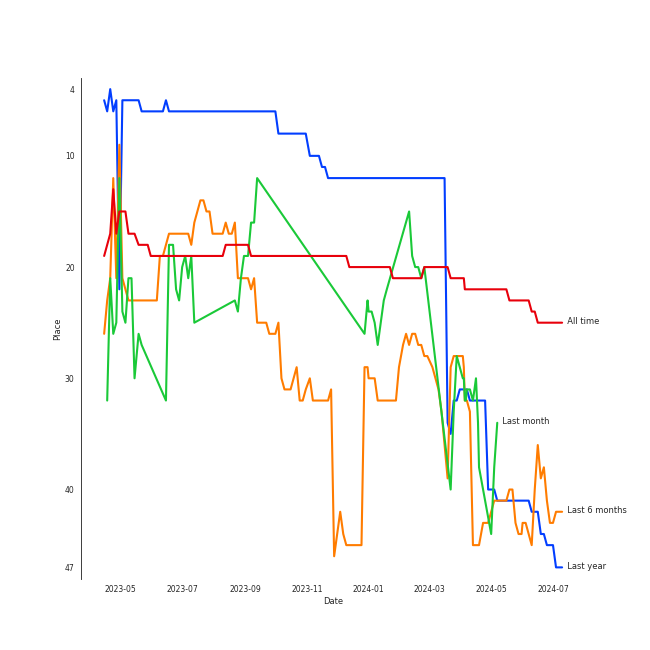 4
10
20
30
40
47
Place
2023-05
2023-07
2023-09
2023-11
2024-01
2024-03
2024-05
2024-07
Date
All time
Last month
Last 6 months
Last year